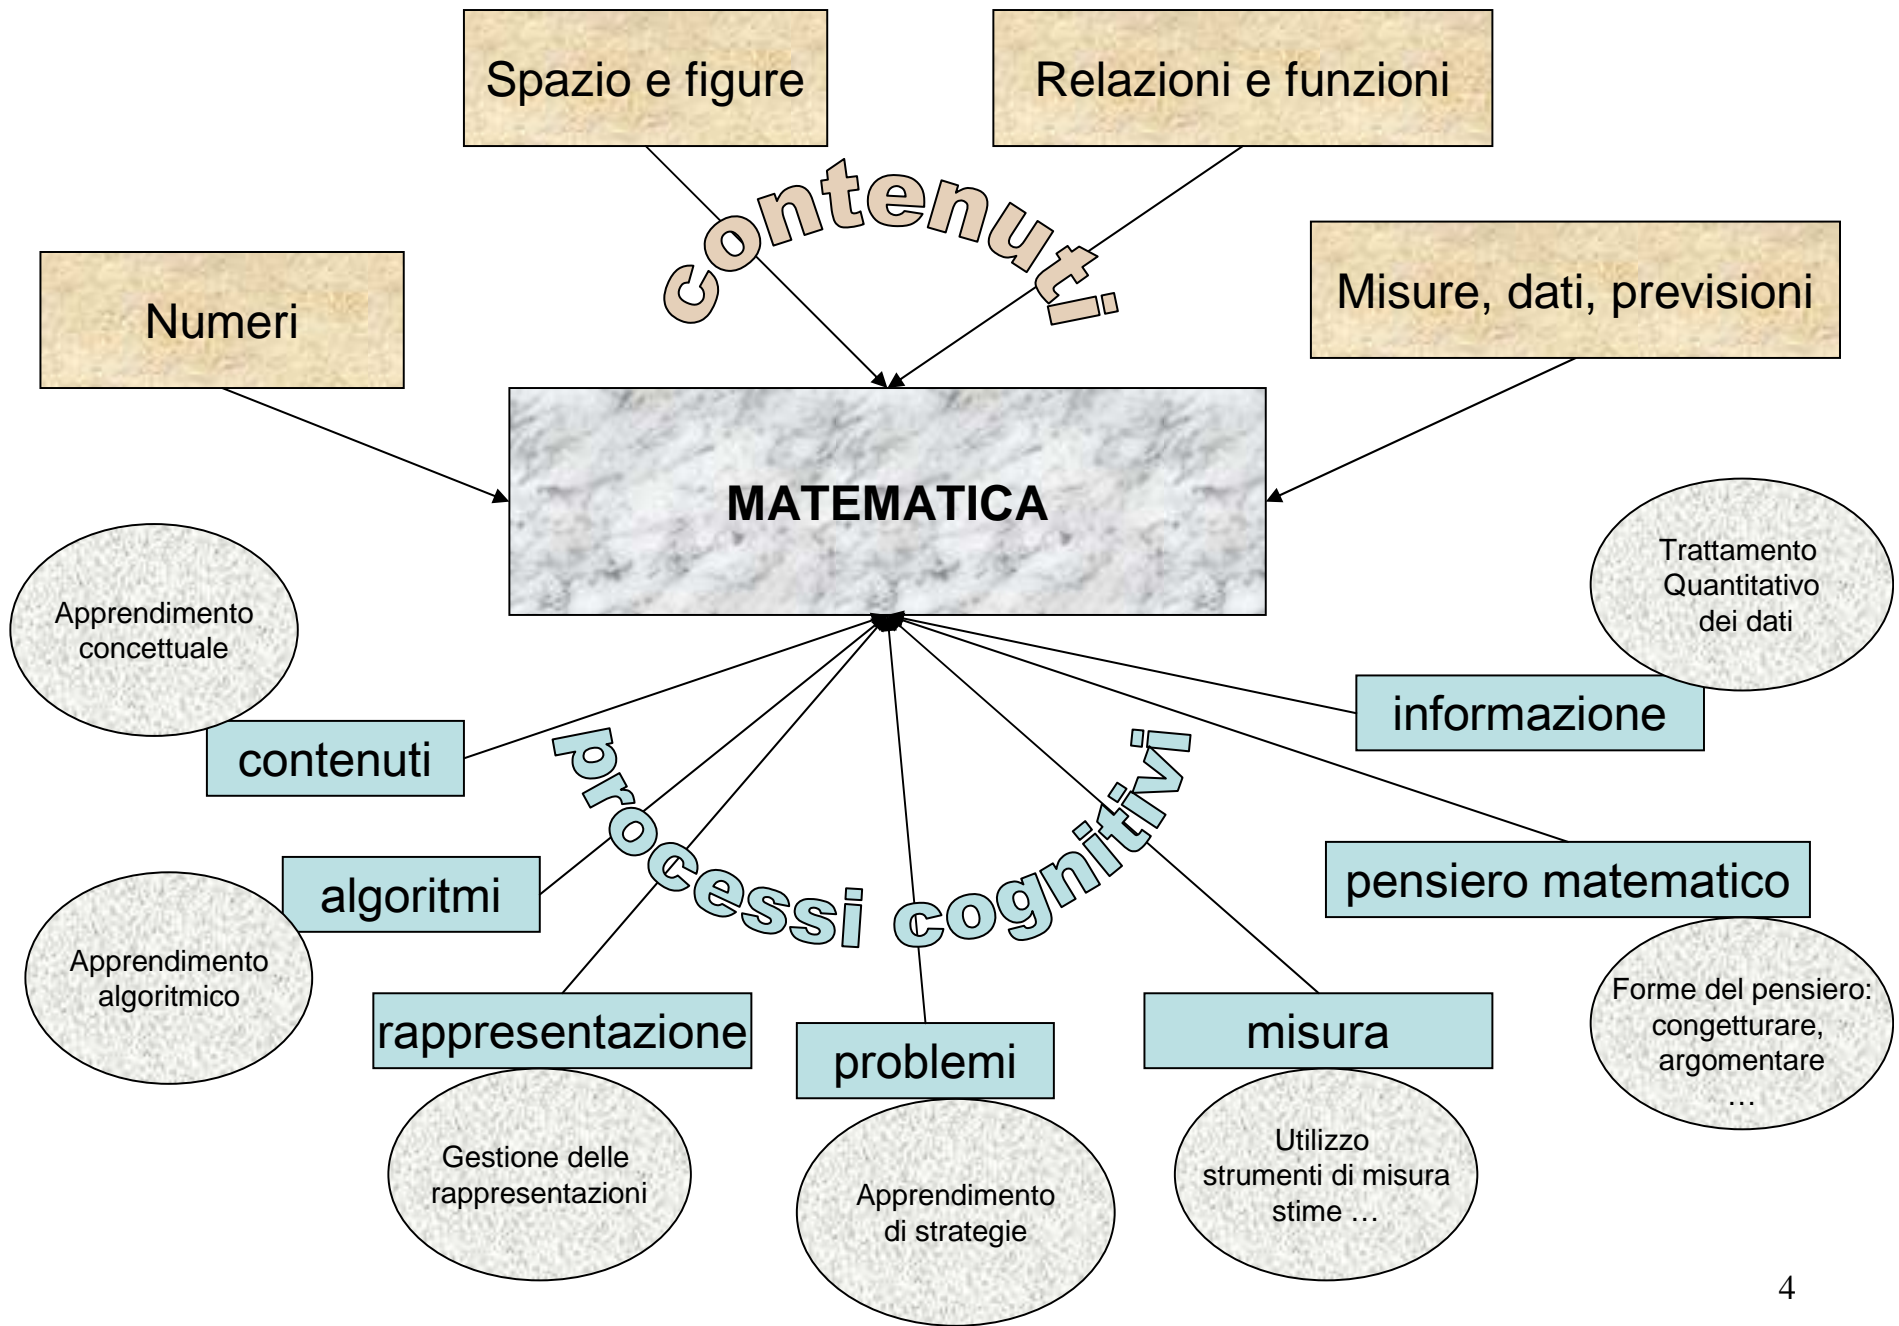 Spazio e figure
Relazioni e funzioni
contenuti
Numeri
Misure, dati, previsioni
MATEMATICA
Apprendimento
concettuale
Trattamento
Quantitativo
dei dati
contenuti
informazione
processi cognitivi
algoritmi
pensiero matematico
Apprendimento
algoritmico
Forme del pensiero:
congetturare,
argomentare
…
rappresentazione
problemi
misura
Gestione delle
rappresentazioni
Apprendimento
di strategie
Utilizzo
strumenti di misura
stime …
4